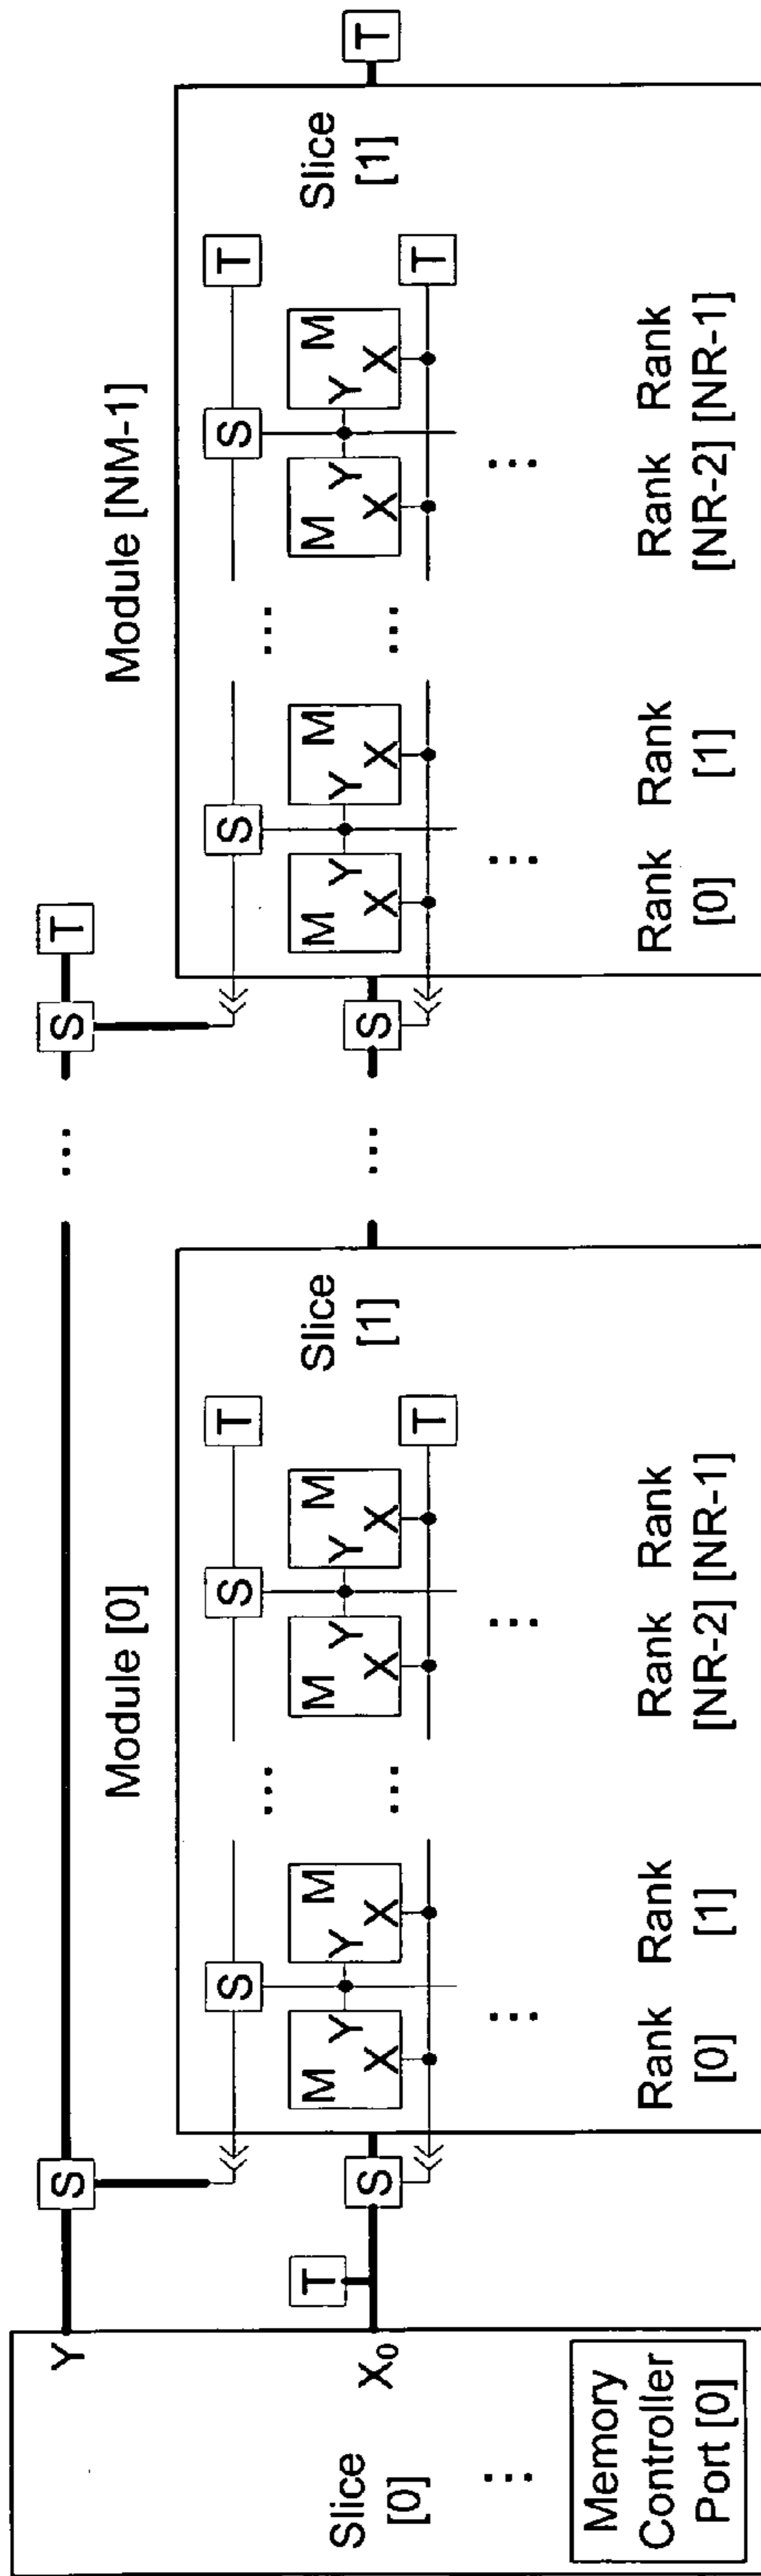 Y
X₀
Slice
[0]
...
Memory
Controller
Port [0]
T
S
S
Module [0]
S
...
S
T
M
Y
X
M
Y
X
...
M
Y
X
M
Y
X
T
Slice
[1]
...
...
Rank Rank Rank Rank
[0] [1] [NR-2] [NR-1]
...
...
S
T
S
Module [NM-1]
S
...
S
T
M
Y
X
M
Y
X
...
M
Y
X
M
Y
X
T
Slice
[1]
...
...
Rank Rank Rank Rank
[0] [1] [NR-2] [NR-1]
T